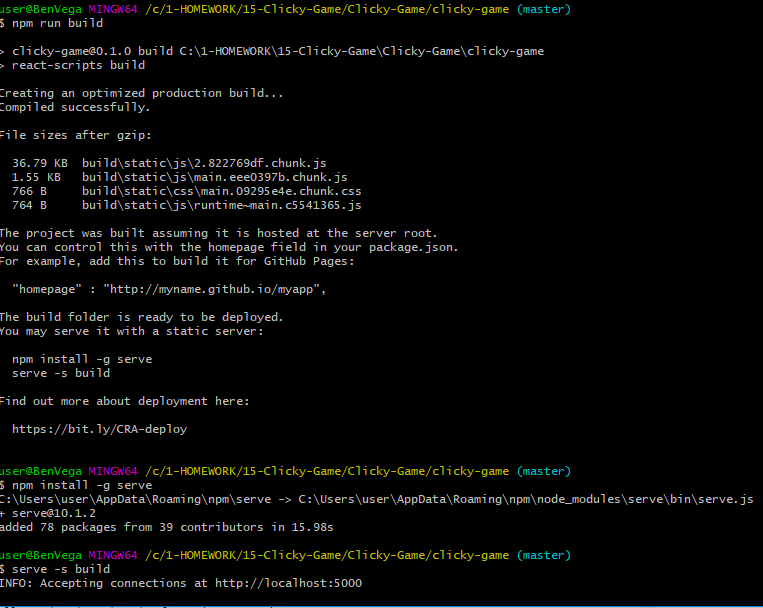 user@BenVega MINGW64 /c/1-HOMEWORK/15-Clicky-Game/Clicky-Game/clicky-game (master)
$ npm run build
> clicky-game@0.1.0 build C:\1-HOMEWORK\15-Clicky-Game\Clicky-Game\clicky-game
> react-scripts build
Creating an optimized production build...
Compiled successfully.
File sizes after gzip:
36.79 KB  build\static\js\2.822769df.chunk.js
1.55 KB   build\static\js\main.eee0397b.chunk.js
766 B     build\static\css\main.09295e4e.chunk.css
764 B     build\static\js\runtime~main.c5541365.js
The project was built assuming it is hosted at the server root.
You can control this with the homepage field in your package.json.
For example, add this to build it for GitHub Pages:
"homepage" : "http://myname.github.io/myapp",
The build folder is ready to be deployed.
You may serve it with a static server:
npm install -g serve
serve -s build
Find out more about deployment here:
https://bit.ly/CRA-deploy
user@BenVega MINGW64 /c/1-HOMEWORK/15-Clicky-Game/Clicky-Game/clicky-game (master)
$ npm install -g serve
C:\Users\user\AppData\Roaming\npm\serve -> C:\Users\user\AppData\Roaming\npm\node_modules\serve\bin\serve.js
+ serve@10.1.2
added 78 packages from 39 contributors in 15.98s
user@BenVega MINGW64 /c/1-HOMEWORK/15-Clicky-Game/Clicky-Game/clicky-game (master)
$ serve -s build
INFO: Accepting connections at http://localhost:5000